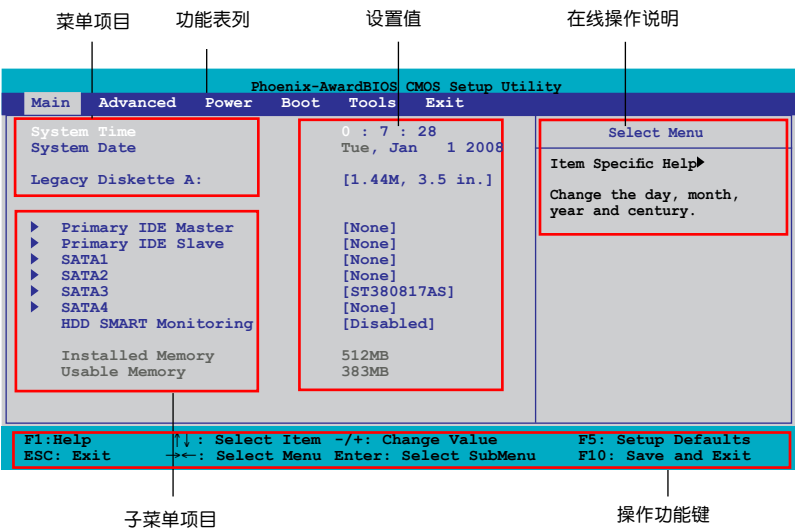 菜单项目 功能表列 设置值 在线操作说明
Phoenix-AwardBIOS CMOS Setup Utility
Main Advanced Power Boot Tools Exit
System Time 0 : 7 : 28
System Date Tue, Jan 1 2008
Legacy Diskette A: [1.44M, 3.5 in.]
Primary IDE Master [None]
Primary IDE Slave [None]
SATA1 [None]
SATA2 [None]
SATA3 [ST380817AS]
SATA4 [None]
HDD SMART Monitoring [Disabled]
Installed Memory 512MB
Usable Memory 383MB
Select Menu
Item Specific Help
Change the day, month,
year and century.
F1:Help ↑↓: Select Item -/+: Change Value F5: Setup Defaults
ESC: Exit →←: Select Menu Enter: Select SubMenu F10: Save and Exit
子菜单项目 操作功能键